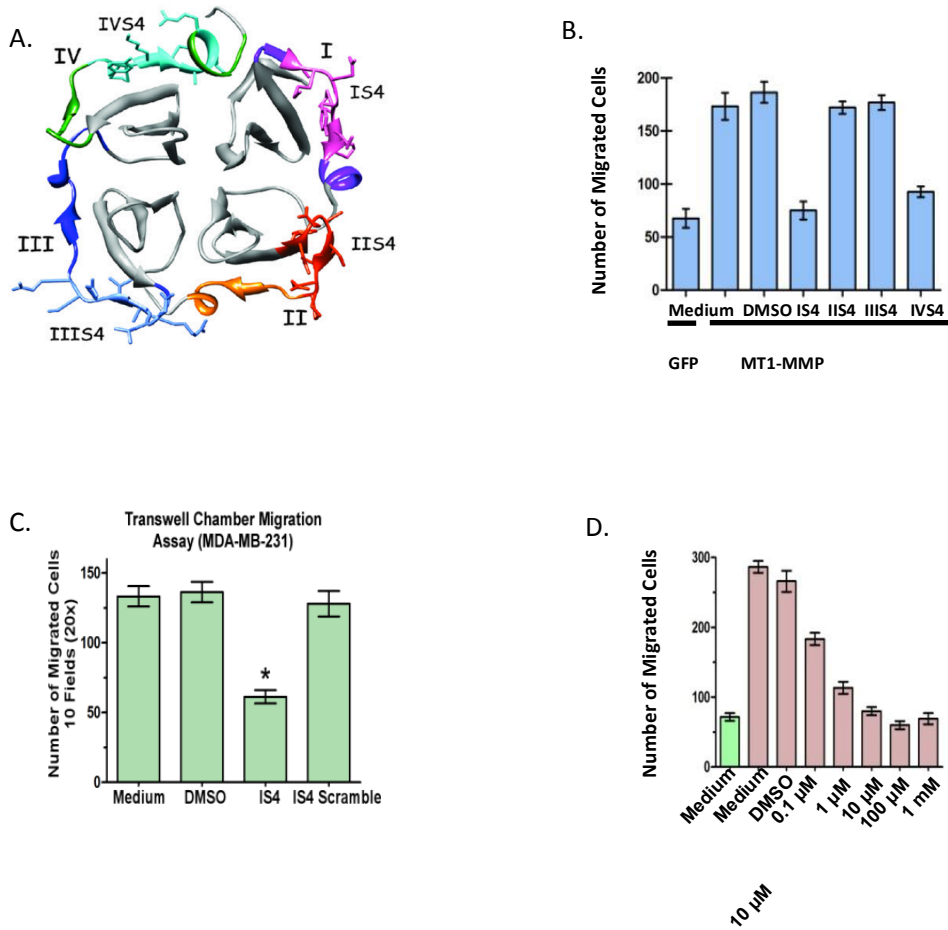 A.
IVS4
IV
I
IS4
III
IIS4
IIIS4
II
B.
Number of Migrated Cells
200
150
100
50
0
Medium DMSO IS4 IIS4 IIIS4 IVS4
GFP MT1-MMP
C.
Transwell Chamber Migration
Assay (MDA-MB-231)
Number of Migrated Cells
10 Fields (20x)
150
100
50
0
*
Medium DMSO IS4 IS4 Scramble
D.
Number of Migrated Cells
300
200
100
0
Medium
Medium
DMSO
0.1 µM
1 µM
10 µM
100 µM
1 mM
10 µM